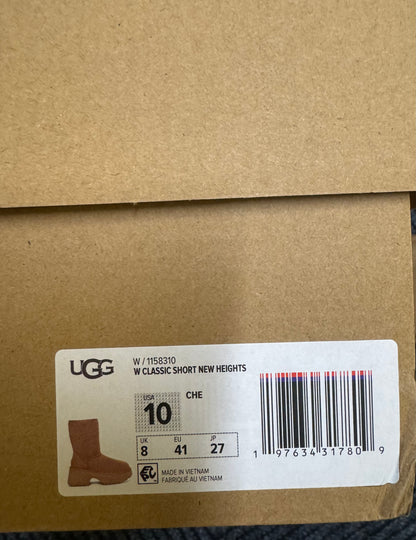 UGG
W / 1158310
W CLASSIC SHORT NEW HEIGHTS
USA
10
CHE
UK EU JP
8 41 27
MADE IN VIETNAM
FABRIQUÉ AU VIETNAM
1 97634 31780 9